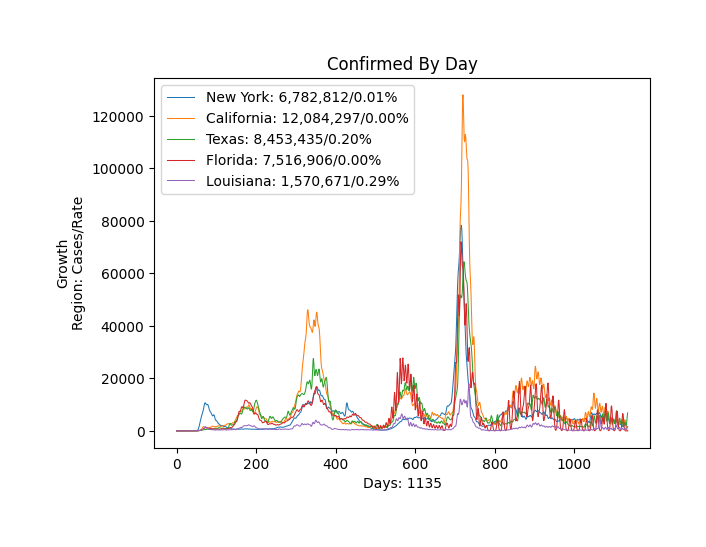 Confirmed By Day
New York: 6,782,812/0.01%
California: 12,084,297/0.00%
Texas: 8,453,435/0.20%
Florida: 7,516,906/0.00%
Louisiana: 1,570,671/0.29%
Growth
Region: Cases/Rate
120000
100000
80000
60000
40000
20000
0
0 200 400 600 800 1000
Days: 1135